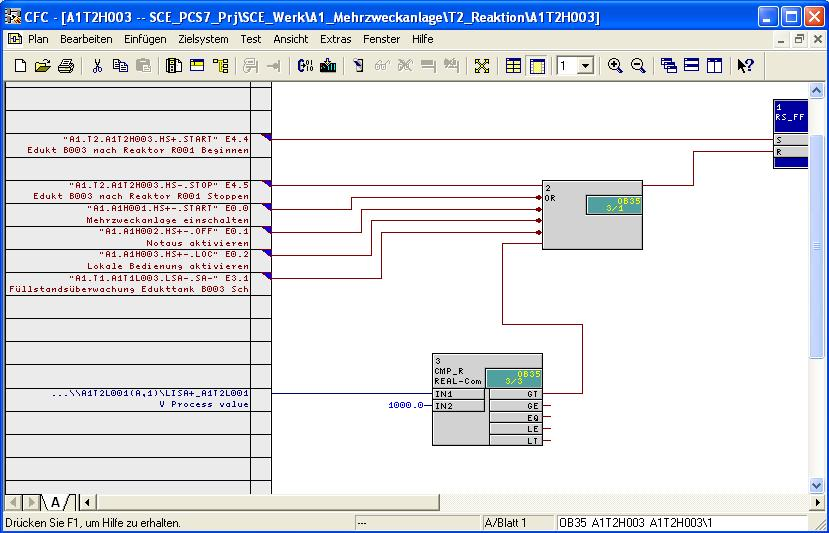 CFC - [A1T2H003 -- SCE_PCS7_Prj\SCE_Werk\A1_Mehrzweckanlage\T2_Reaktion\A1T2H003]
Plan Bearbeiten Einfügen Zielsystem Test Ansicht Extras Fenster Hilfe
1
1
RS_FF
S
R
"A1.T2.A1T2H003.HS+.START" E4.4
Edukt B003 nach Reaktor R001 Beginnen
"A1.T2.A1T2H003.HS-.STOP" E4.5
Edukt B003 nach Reaktor R001 Stoppen
"A1.A1H001.HS+-.START" E0.0
Mehrzweckanlage einschalten
"A1.A1H002.HS+-.OFF" E0.1
Notaus aktivieren
"A1.A1H003.HS+-.LOC" E0.2
Lokale Bedienung aktivieren
"A1.T1.A1T1L003.LSA-.SA-" E3.1
Füllstandsüberwachung Edukttank B003 Sch
2
OR
OB35
3/1
3
CMP_R
REAL-Com
OB35
3/3
...\\A1T2L001(A,1)\LISA+_A1T2L001
V Process value
IN1
1000.0
IN2
GT
GE
EQ
LE
LT
A
Drücken Sie F1, um Hilfe zu erhalten.
---
A/Blatt 1
OB35 A1T2H003 A1T2H003\1